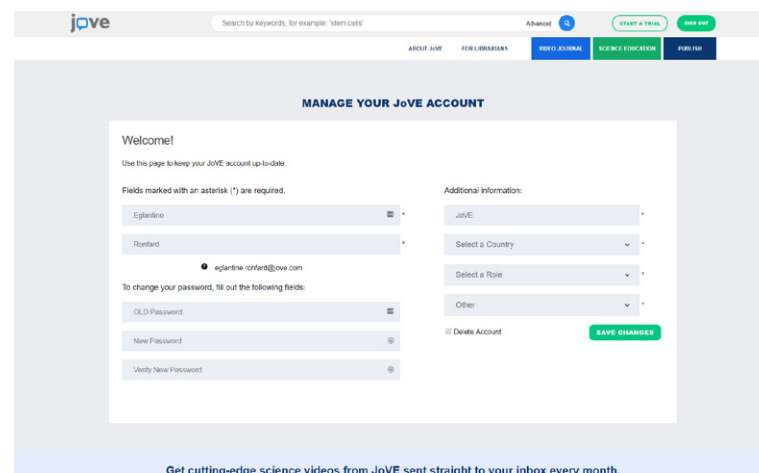 jove
Search by keywords, for example: 'stem cells'
Advanced
START A TRIAL
SIGN OUT
ABOUT JoVE
FOR LIBRARIANS
VIDEO JOURNAL
SCIENCE EDUCATION
PUBLISH
MANAGE YOUR JoVE ACCOUNT
Welcome!
Use this page to keep your JoVE account up-to-date.
Fields marked with an asterisk (*) are required.
Eglantino *
Ronfard *
eglantine.ronfard@jove.com
To change your password, fill out the following fields:
OLD Password
New Password
Verify New Password
Additional information:
JoVE *
Select a Country *
Select a Role *
Other *
Delete Account
SAVE CHANGES
Get cutting-edge science videos from JoVE sent straight to your inbox every month.